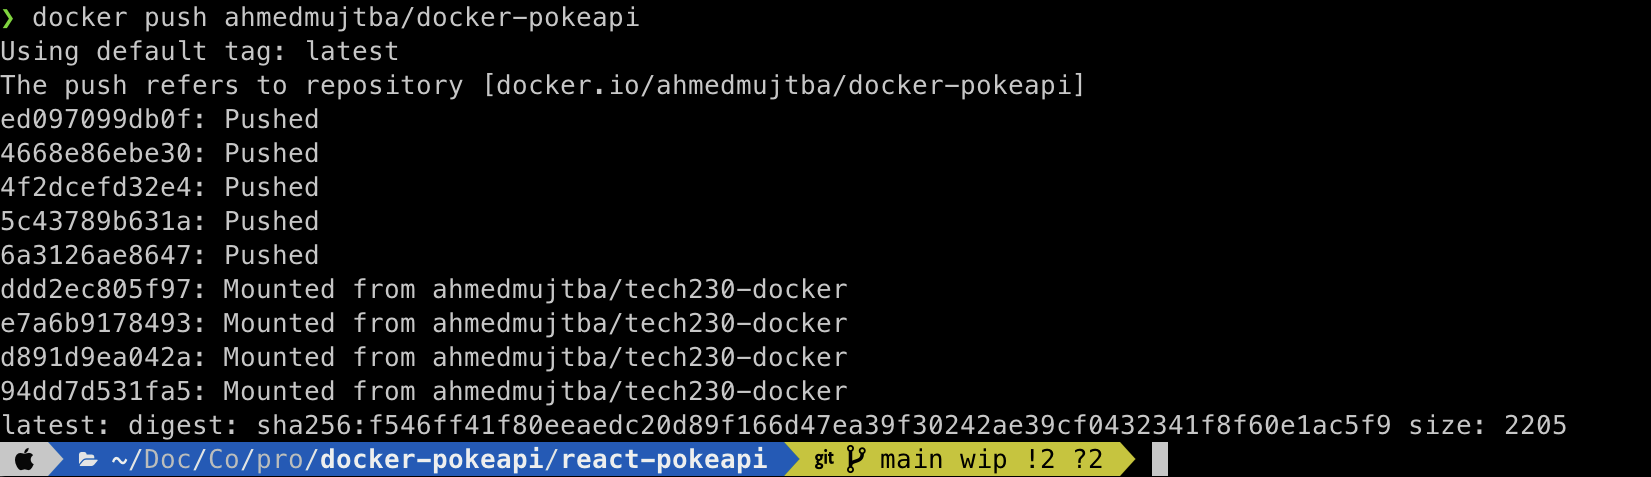 ❯ docker push ahmedmujtba/docker-pokeapi
Using default tag: latest
The push refers to repository [docker.io/ahmedmujtba/docker-pokeapi]
ed097099db0f: Pushed
4668e86ebe30: Pushed
4f2dcefd32e4: Pushed
5c43789b631a: Pushed
6a3126ae8647: Pushed
ddd2ec805f97: Mounted from ahmedmujtba/tech230-docker
e7a6b9178493: Mounted from ahmedmujtba/tech230-docker
d891d9ea042a: Mounted from ahmedmujtba/tech230-docker
94dd7d531fa5: Mounted from ahmedmujtba/tech230-docker
latest: digest: sha256:f546ff41f80eeaedc20d89f166d47ea39f30242ae39cf0432341f8f60e1ac5f9 size: 2205
~/Doc/Co/pro/docker-pokeapi/react-pokeapi git main wip !2 ?2